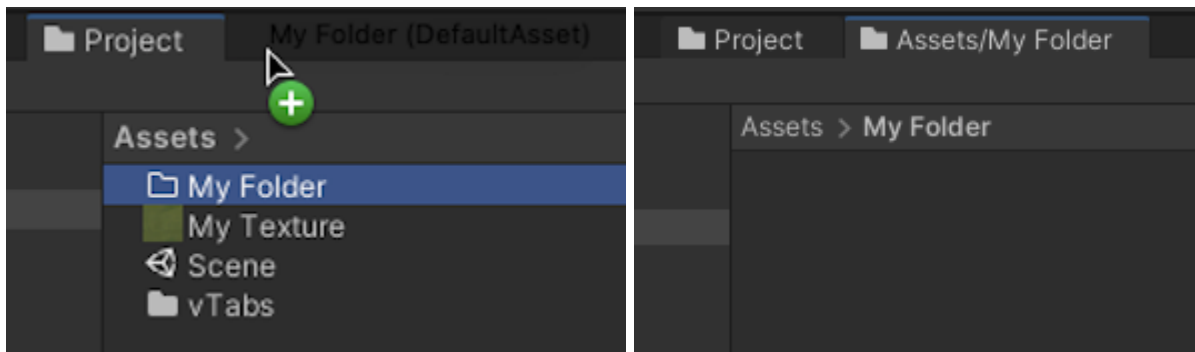 Project
My Folder (DefaultAsset)
Assets >
My Folder
My Texture
Scene
vTabs
Project
Assets/My Folder
Assets > My Folder